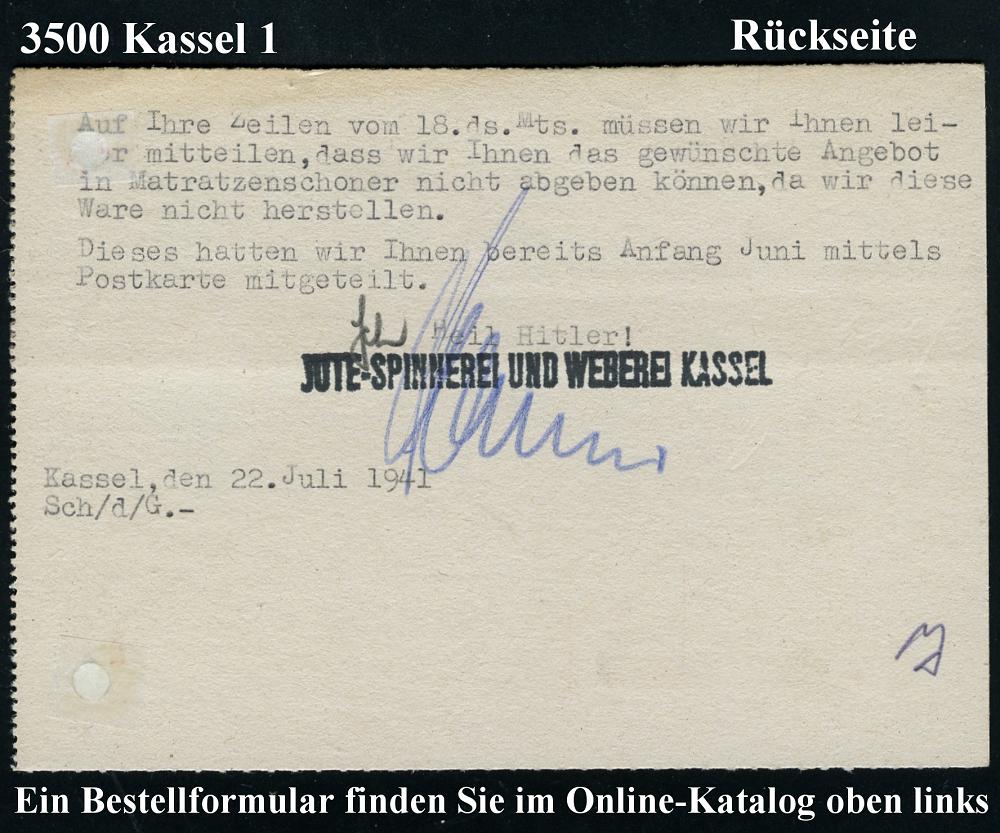 3500 Kassel 1 Rückseite
Auf Ihre Zeilen vom 18.ds.Mts. müssen wir Ihnen lei-
er mitteilen,dass wir Ihnen das gewünschte Angebot
in Matratzenschoner nicht abgeben können,da wir diese
Ware nicht herstellen.
Dieses hatten wir Ihnen bereits Anfang Juni mittels
Postkarte mitgeteilt.
Heil Hitler!
JUTE-SPINNEREI UND WEBEREI KASSEL
Kassel,den 22.Juli 1941
Sch/d/G.-
Ein Bestellformular finden Sie im Online-Katalog oben links